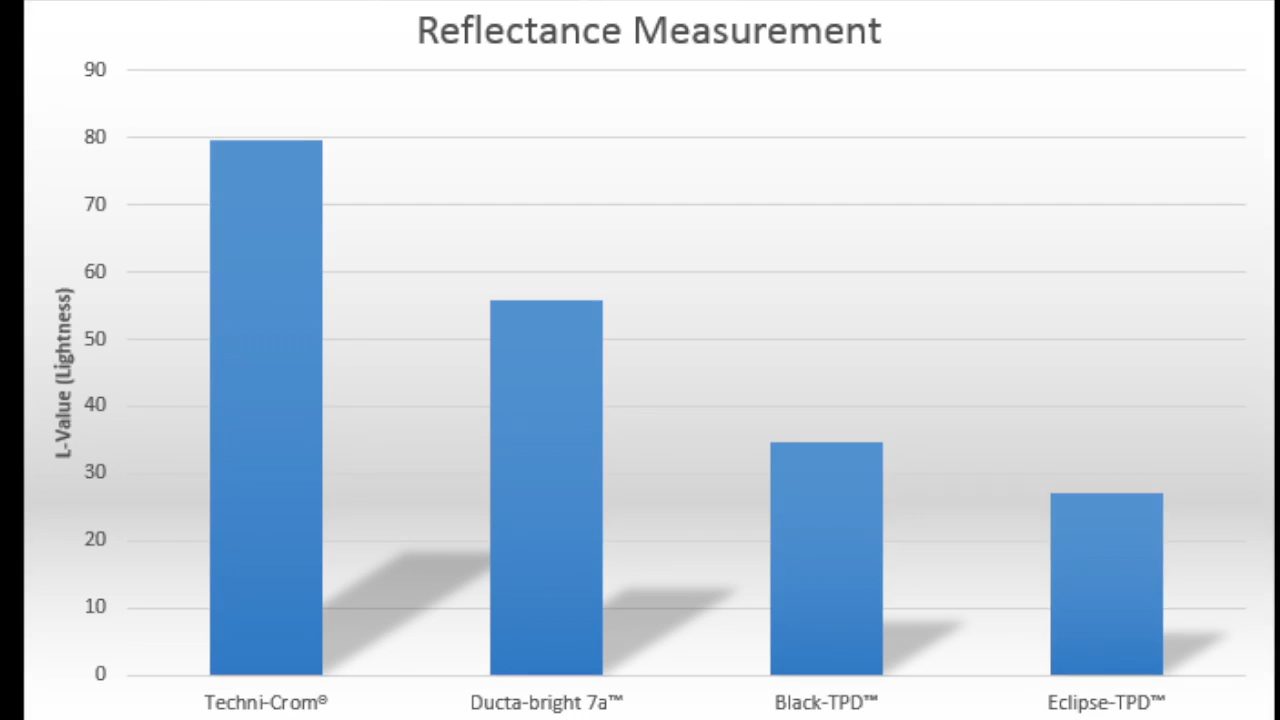 Reflectance Measurement
90
80
70
60
50
40
30
20
10
0
L-Value (Lightness)
Techni-Crom®
Ducta-bright 7a™
Black-TPD™
Eclipse-TPD™